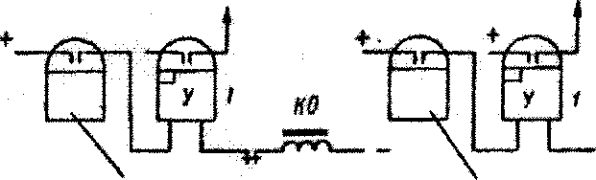 + + + +
У 1 У 1
КО
++